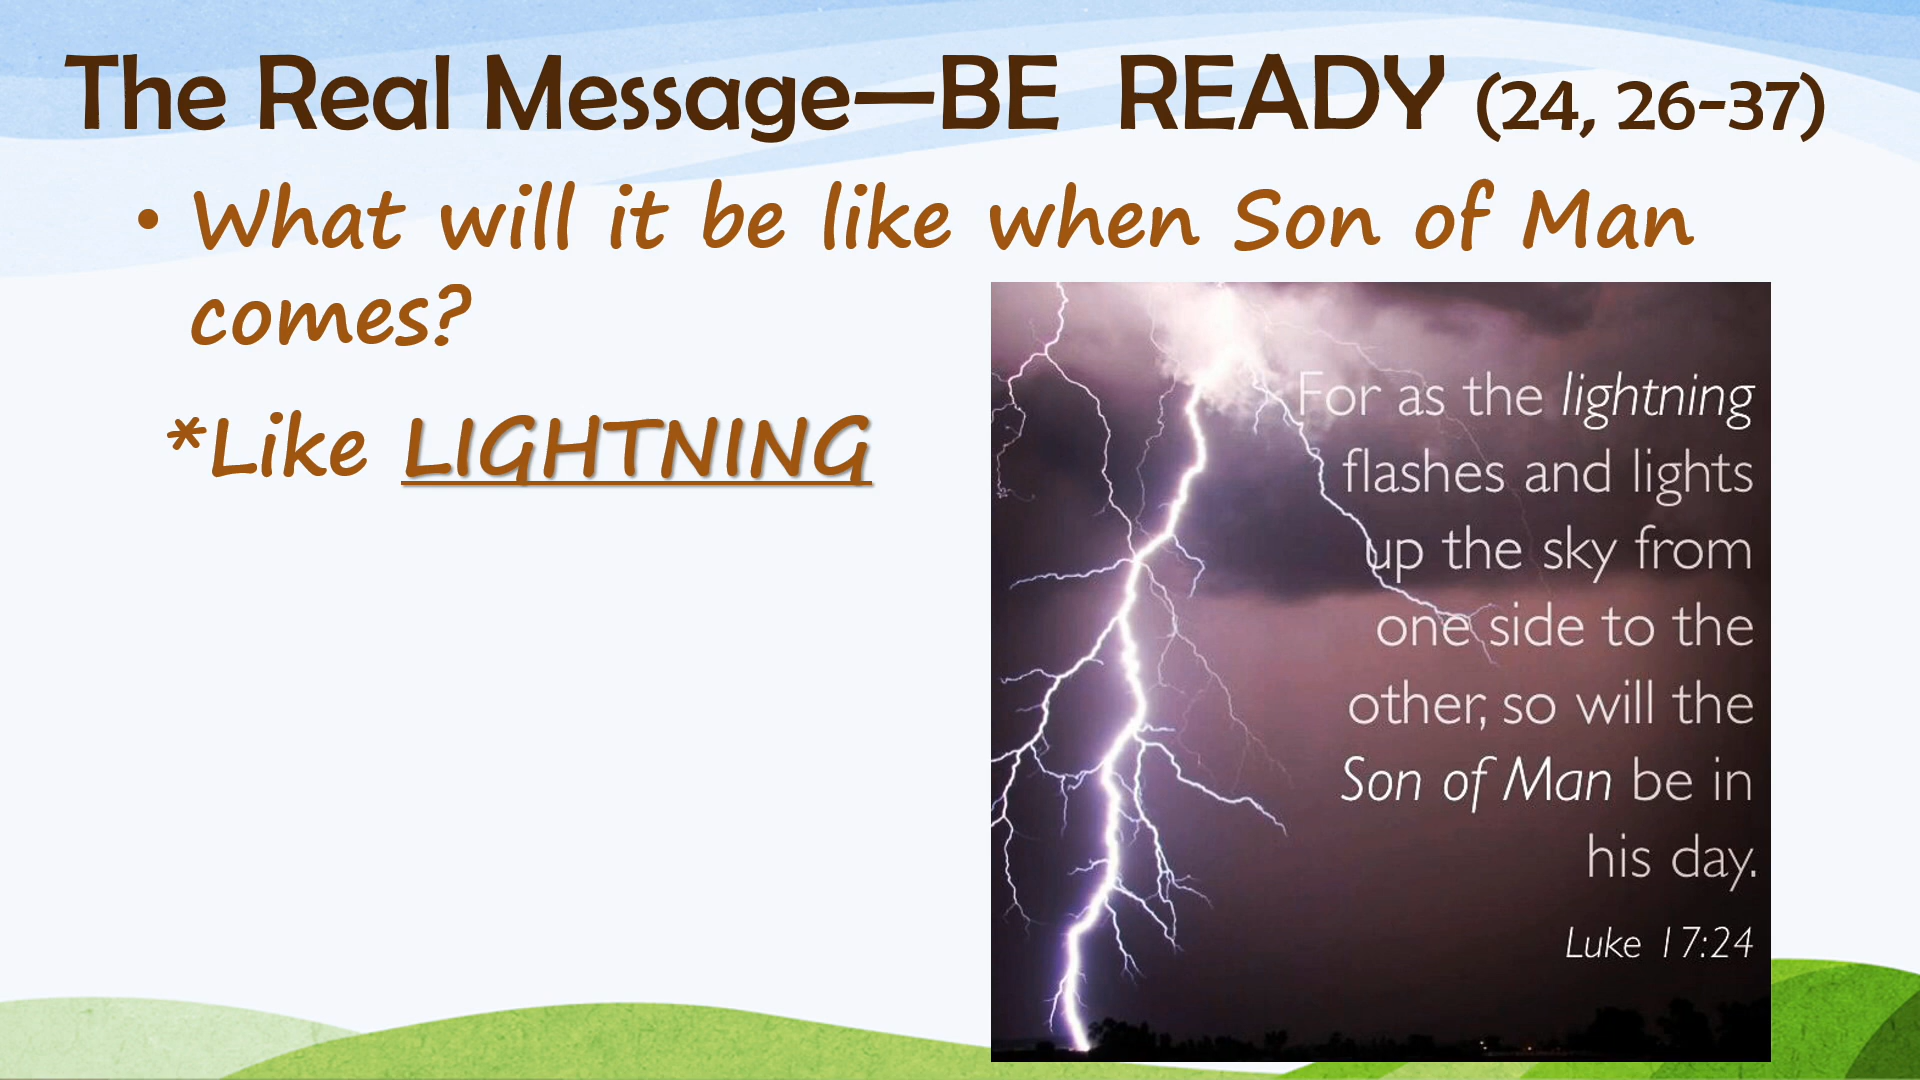 The Real Message—BE  READY (24, 26-37)
• What will it be like when Son of Man
comes?
*Like LIGHTNING
For as the lightning
flashes and lights
up the sky from
one side to the
other, so will the
Son of Man be in
his day.
Luke 17:24